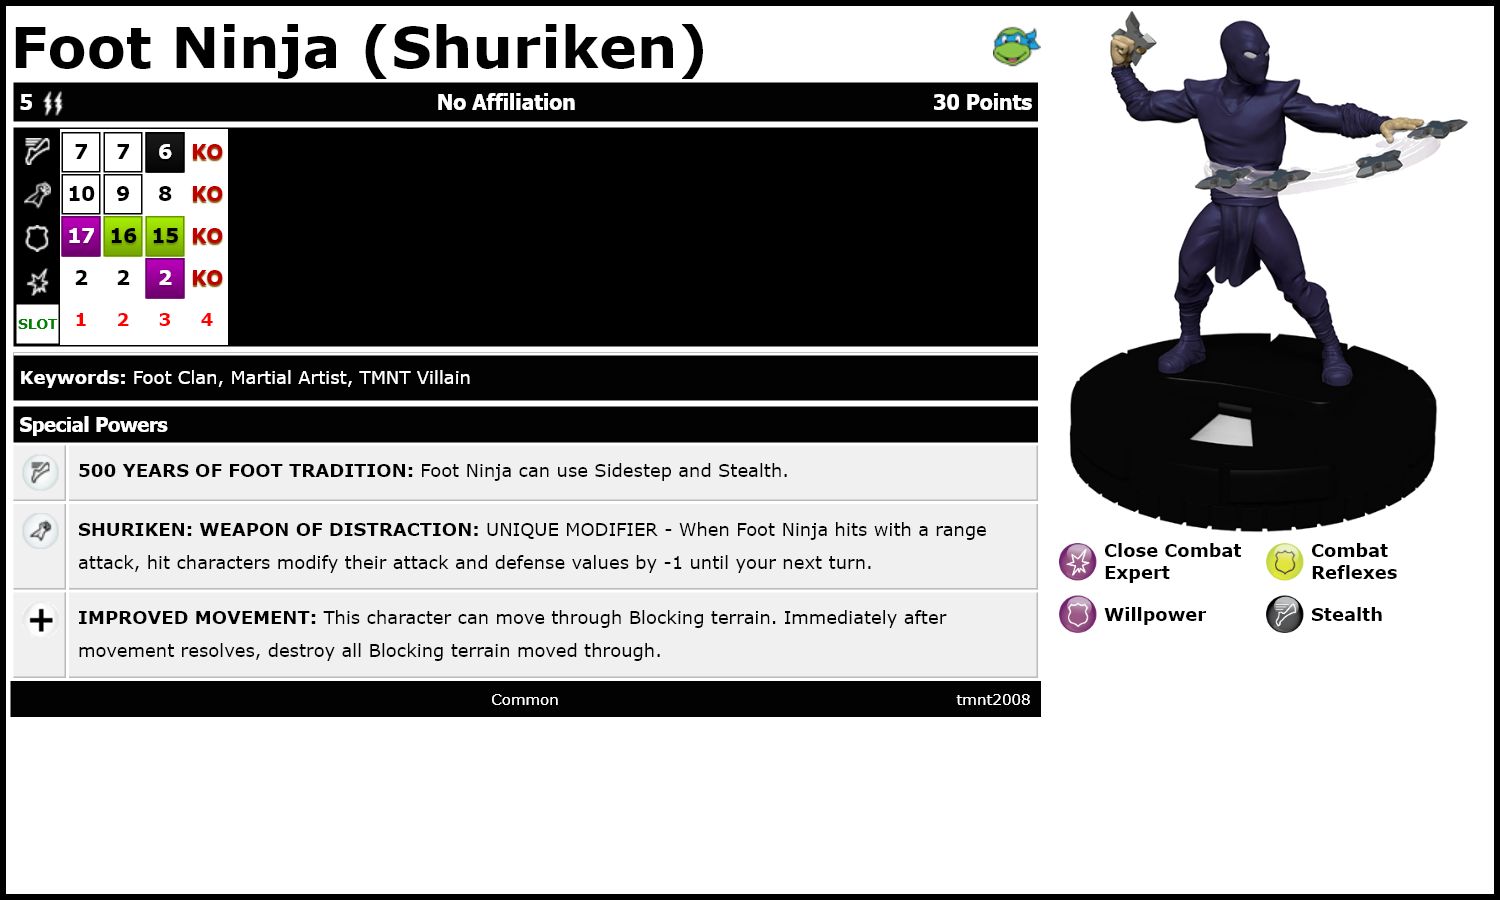 Foot Ninja (Shuriken)
5 No Affiliation 30 Points
7 7 6 KO
10 9 8 KO
17 16 15 KO
2 2 2 KO
SLOT 1 2 3 4
Keywords: Foot Clan, Martial Artist, TMNT Villain
Special Powers
500 YEARS OF FOOT TRADITION: Foot Ninja can use Sidestep and Stealth.
SHURIKEN: WEAPON OF DISTRACTION: UNIQUE MODIFIER - When Foot Ninja hits with a range
attack, hit characters modify their attack and defense values by -1 until your next turn.
IMPROVED MOVEMENT: This character can move through Blocking terrain. Immediately after
movement resolves, destroy all Blocking terrain moved through.
Common tmnt2008
Close Combat
Expert
Combat
Reflexes
Willpower
Stealth